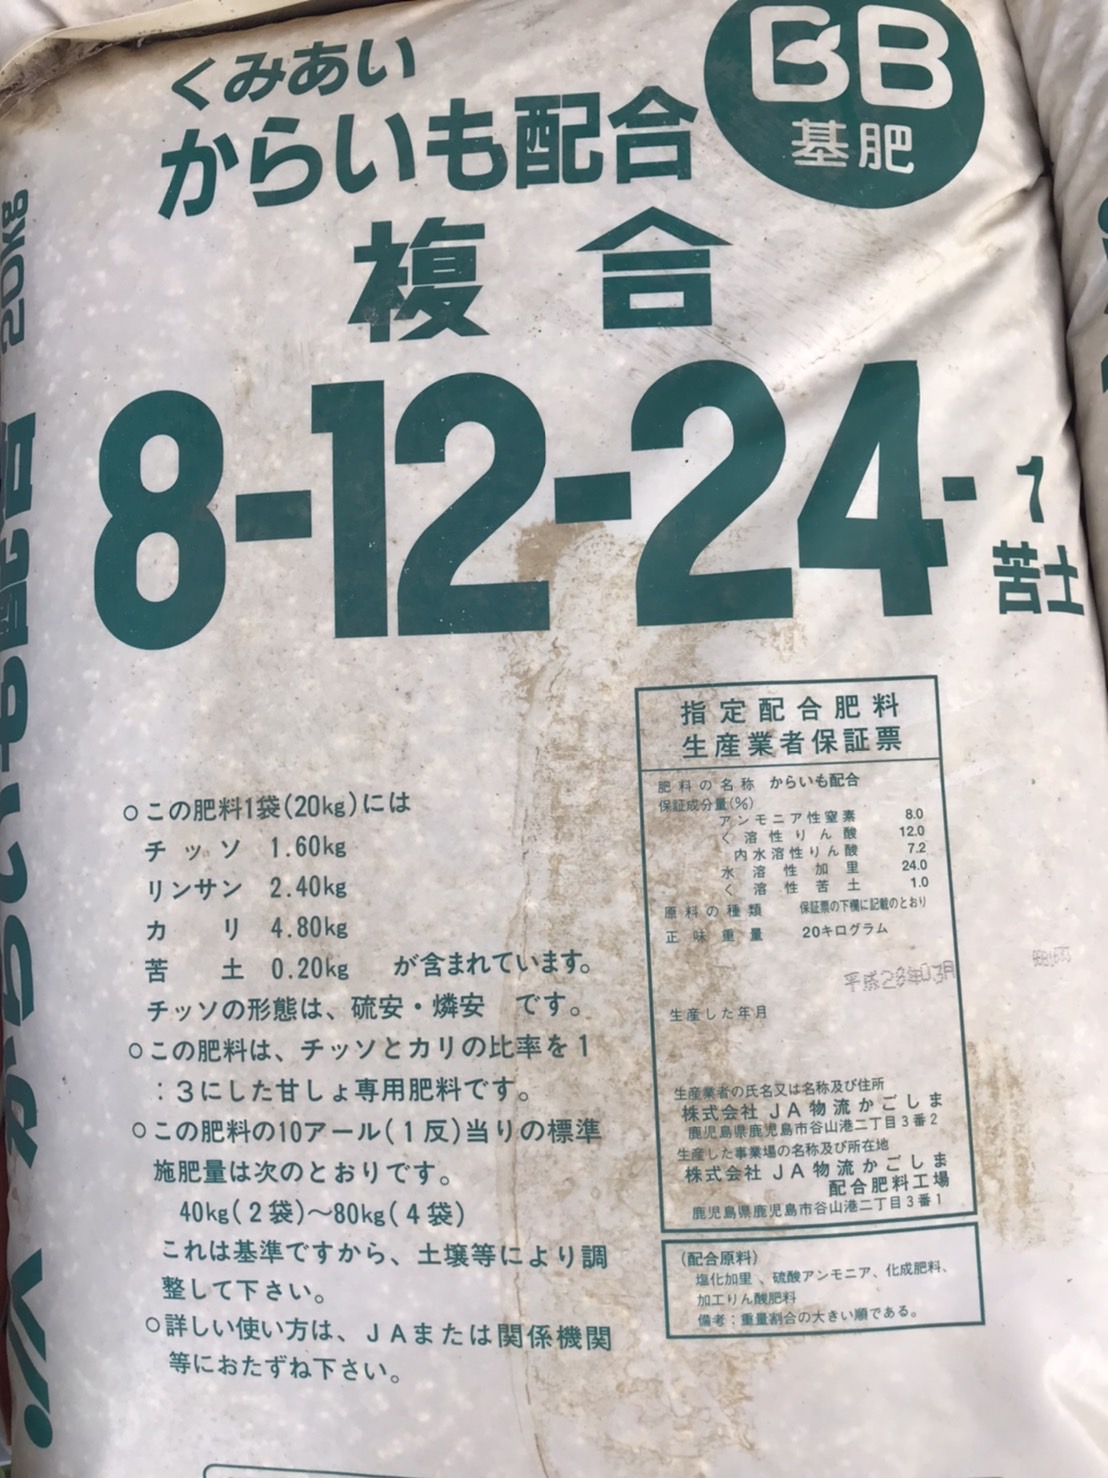 くみあい
からいも配合
BB
基肥
複合
8-12-24-1
苦土
20kg
○この肥料1袋(20kg)には
チッソ 1.60kg
リンサン 2.40kg
カリ 4.80kg
苦土 0.20kg が含まれています。
チッソの形態は、硫安・燐安 です。
○この肥料は、チッソとカリの比率を1
:3にした甘しょ専用肥料です。
○この肥料の10アール(1反)当りの標準
施肥量は次のとおりです。
40kg(2袋)〜80kg(4袋)
これは基準ですから、土壌等により調
整して下さい。
○詳しい使い方は、JAまたは関係機関
等におたずね下さい。
指定配合肥料
生産業者保証票
肥料の名称 からいも配合
保証成分量(%)
アンモニア性窒素 8.0
く溶性りん酸 12.0
内水溶性りん酸 7.2
水溶性加里 24.0
く溶性苦土 1.0
原料の種類 保証票の下欄に記載のとおり
正味重量 20キログラム
平成28年03月
生産した年月
生産業者の氏名又は名称及び住所
株式会社JA物流かごしま
鹿児島県鹿児島市谷山港二丁目3番2
生産した事業場の名称及び所在地
株式会社JA物流かごしま
配合肥料工場
鹿児島県鹿児島市谷山港二丁目3番1
(配合原料)
塩化加里、硫酸アンモニア、化成肥料、
加工りん酸肥料
備考:重量割合の大きい順である。